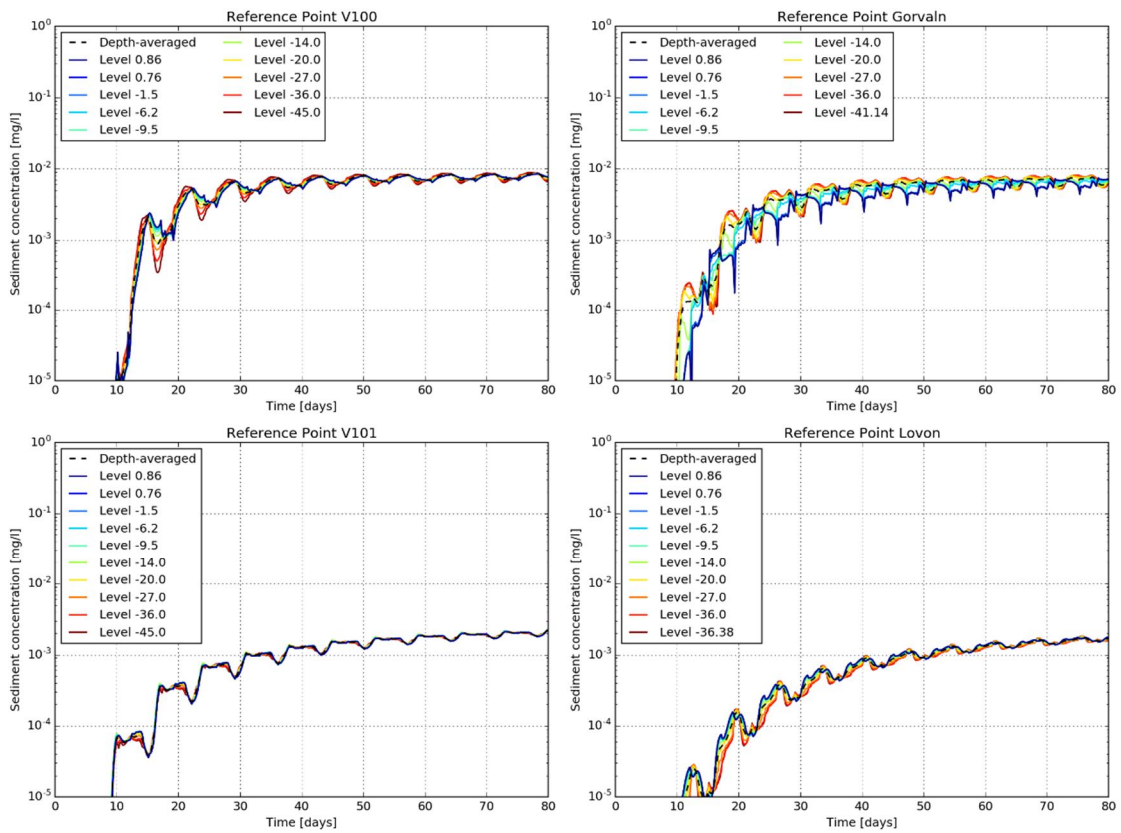 Reference Point V100
Sediment concentration [mg/l]
10^0
10^-1
10^-2
10^-3
10^-4
10^-5
Depth-averaged
Level 0.86
Level 0.76
Level -1.5
Level -6.2
Level -9.5
Level -14.0
Level -20.0
Level -27.0
Level -36.0
Level -45.0
0 10 20 30 40 50 60 70 80
Time [days]
Reference Point Gorvaln
Sediment concentration [mg/l]
10^0
10^-1
10^-2
10^-3
10^-4
10^-5
Depth-averaged
Level 0.86
Level 0.76
Level -1.5
Level -6.2
Level -9.5
Level -14.0
Level -20.0
Level -27.0
Level -36.0
Level -41.14
0 10 20 30 40 50 60 70 80
Time [days]
Reference Point V101
Sediment concentration [mg/l]
10^0
10^-1
10^-2
10^-3
10^-4
10^-5
Depth-averaged
Level 0.86
Level 0.76
Level -1.5
Level -6.2
Level -9.5
Level -14.0
Level -20.0
Level -27.0
Level -36.0
Level -45.0
0 10 20 30 40 50 60 70 80
Time [days]
Reference Point Lovon
Sediment concentration [mg/l]
10^0
10^-1
10^-2
10^-3
10^-4
10^-5
Depth-averaged
Level 0.86
Level 0.76
Level -1.5
Level -6.2
Level -9.5
Level -14.0
Level -20.0
Level -27.0
Level -36.0
Level -36.38
0 10 20 30 40 50 60 70 80
Time [days]